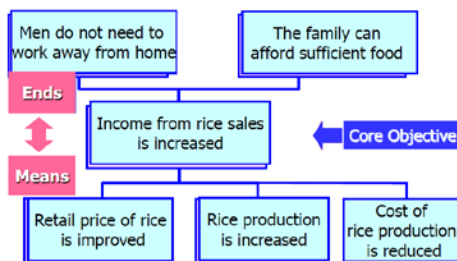 Men do not need to
work away from home
The family can
afford sufficient food
Ends
Income from rice sales
is increased
Core Objective
Means
Retail price of rice
is improved
Rice production
is increased
Cost of
rice production
is reduced